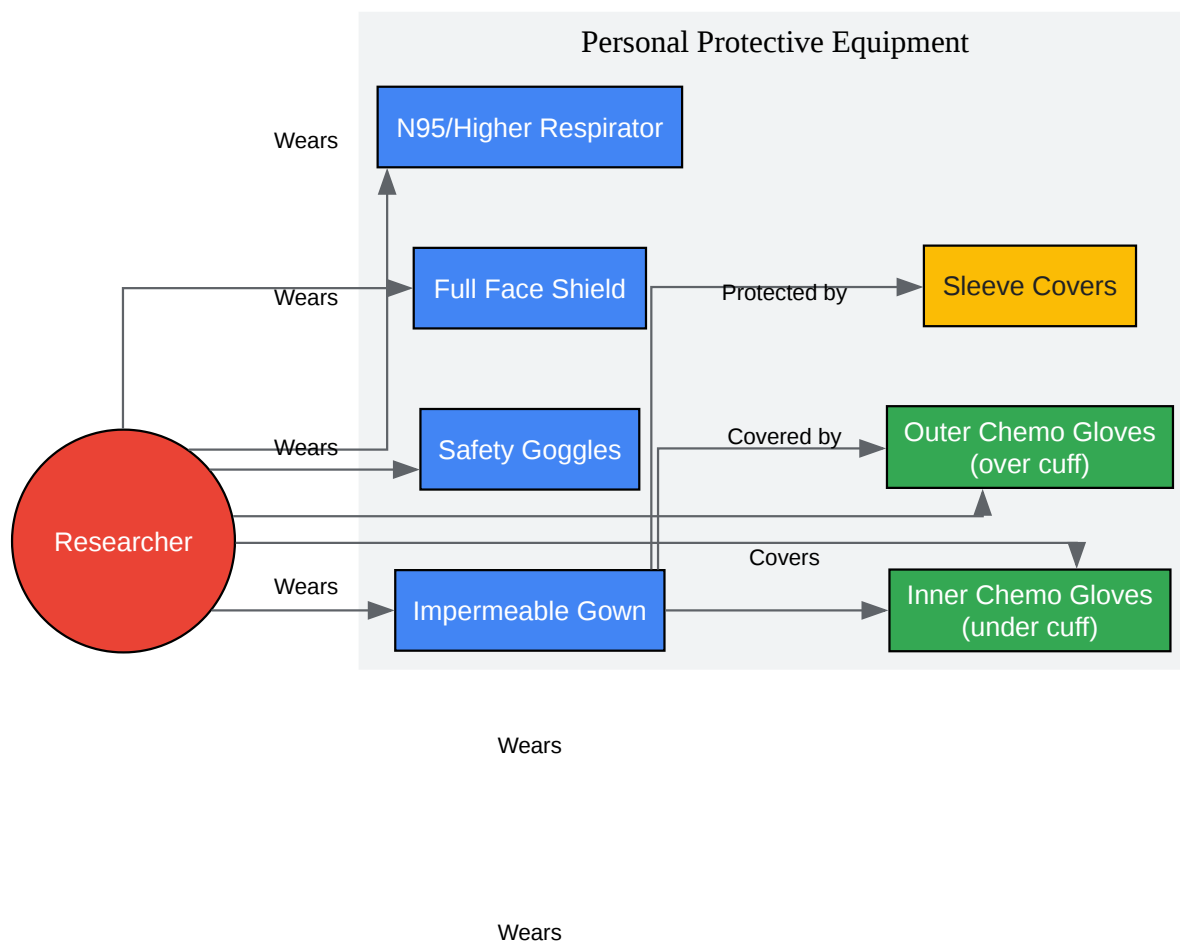 Personal Protective Equipment
N95/Higher Respirator
Wears
Full Face Shield
Sleeve Covers
Wears
Protected by
Outer Chemo Gloves
(over cuff)
Covered by
Wears
Safety Goggles
Researcher
Covers
Wears
Impermeable Gown
Inner Chemo Gloves
(under cuff)
Wears
Wears